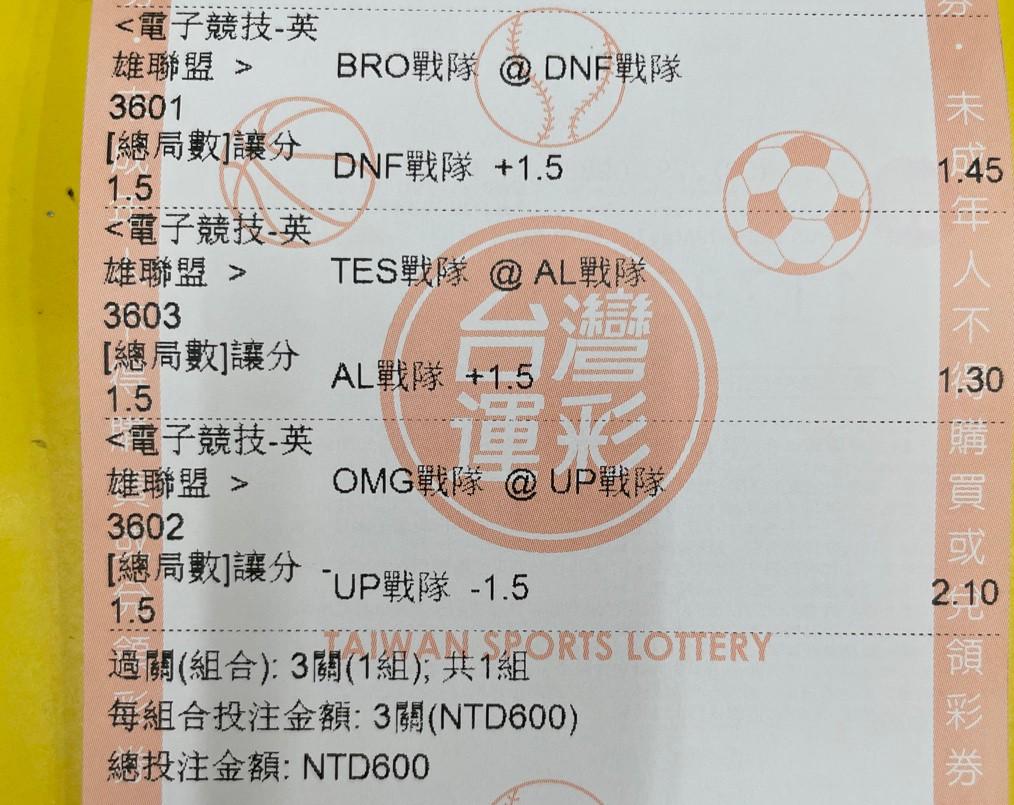 <電子競技-英
雄聯盟 > BRO戰隊 @ DNF戰隊
3601
[總局數]讓分
1.5 DNF戰隊 +1.5 1.45
<電子競技-英
雄聯盟 > TES戰隊 @ AL戰隊
3603
[總局數]讓分
1.5 AL戰隊 +1.5 1.30
<電子競技-英
雄聯盟 > OMG戰隊 @ UP戰隊
3602
[總局數]讓分 -
1.5 UP戰隊 -1.5 2.10
過關(組合): 3關(1組); 共1組
每組合投注金額: 3關(NTD600)
總投注金額: NTD600
台灣
運彩
TAIWAN SPORTS LOTTERY
券・未成年人不得購買或兌領彩券